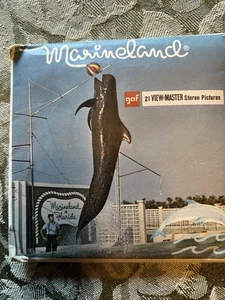 Marineland®
gaf 21 VIEW-MASTER Stereo Pictures
Marineland
of Florida